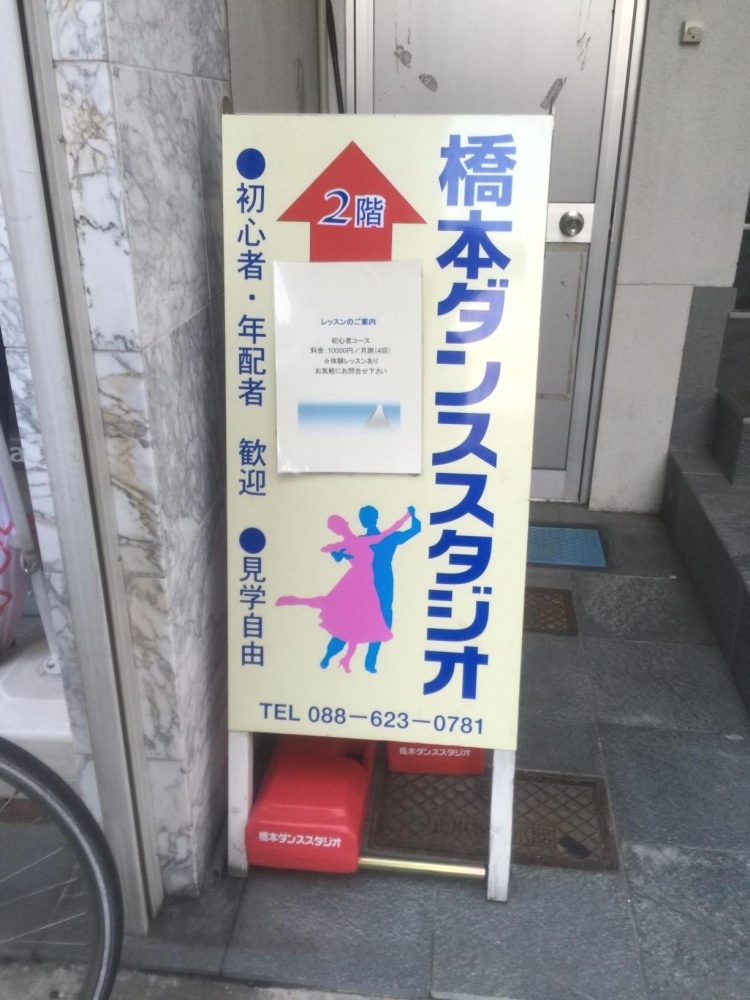 橋本ダンススタジオ
2階
●初心者・年配者 歓迎
●見学自由
レッスンのご案内
初心者コース
料金:10000円/月謝(4回)
☆体験レッスンあり
お気軽にお問合せ下さい
TEL 088-623-0781
橋本ダンススタジオ
橋本ダンススタジオ